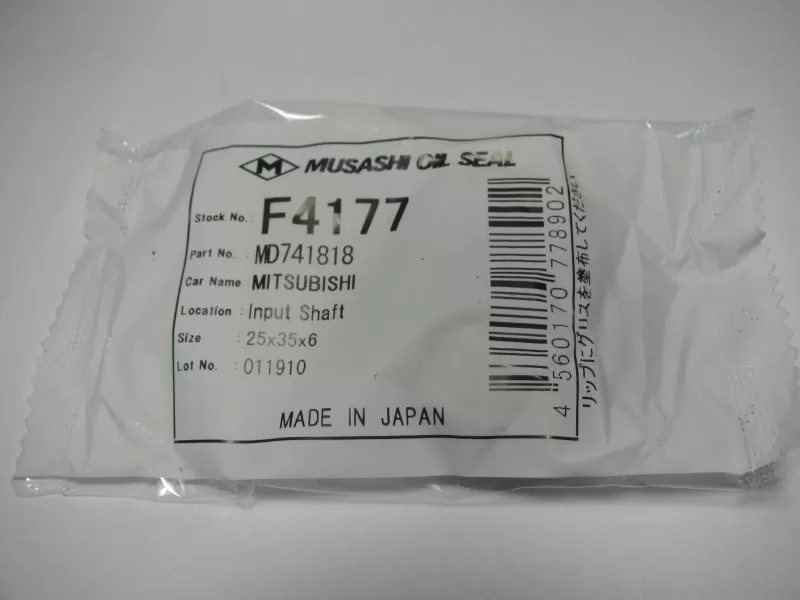 M MUSASHI OIL SEAL
Stock No.: F4177
Part No. : MD741818
Car Name MITSUBISHI
Location : Input Shaft
Size : 25x35x6
Lot No. : 011910
MADE IN JAPAN
4 560170 778902
リップにグリスを塗布してください